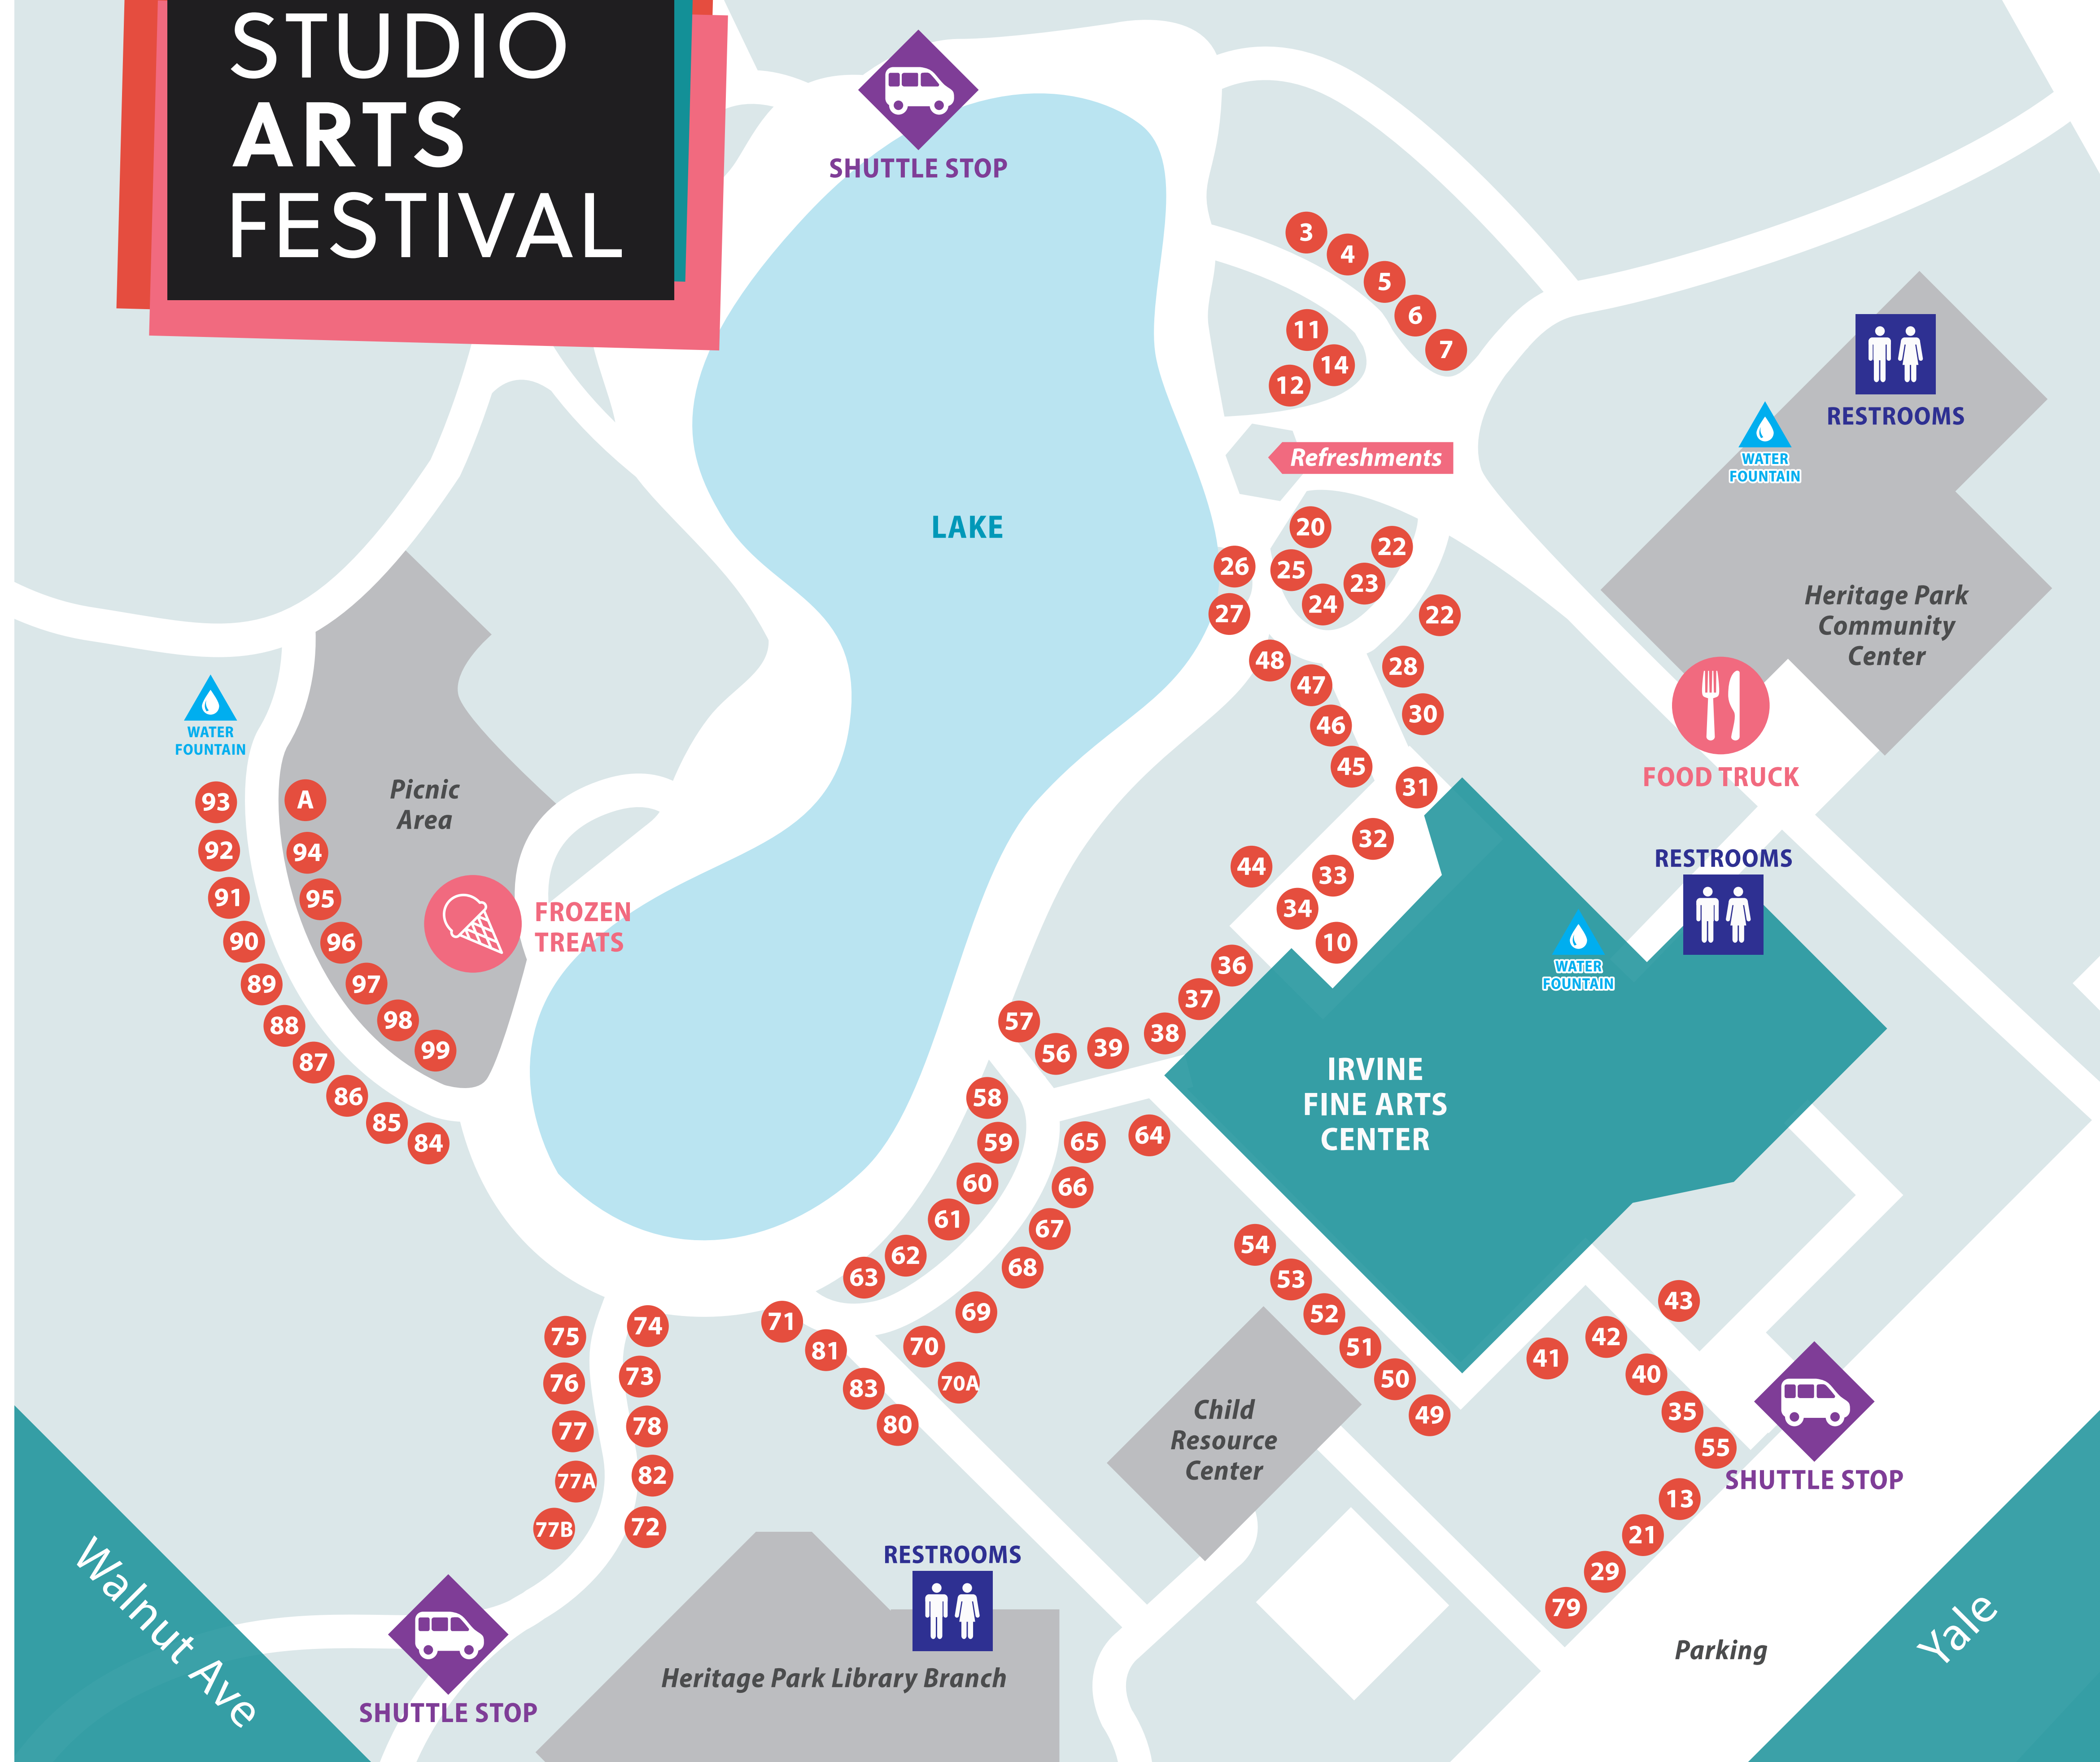 STUDIO
ARTS
FESTIVAL
SHUTTLE STOP
3
4
5
6
7
11
14
12
Refreshments
RESTROOMS
WATER
FOUNTAIN
LAKE
20
22
26
25
23
24
27
22
Heritage Park
Community
Center
48
28
47
30
46
45
31
FOOD TRUCK
WATER
FOUNTAIN
Picnic
Area
93
A
92
94
91
95
90
96
89
97
88
98
87
99
86
85
84
FROZEN
TREATS
32
44
33
34
10
36
37
38
39
56
57
RESTROOMS
WATER
FOUNTAIN
IRVINE
FINE ARTS
CENTER
58
59
60
61
62
63
65
64
66
67
68
69
70
70A
71
81
83
80
54
53
52
51
50
49
43
42
41
40
35
55
SHUTTLE STOP
13
21
29
79
75
74
76
73
77
78
77A
82
77B
72
Child
Resource
Center
RESTROOMS
Heritage Park Library Branch
SHUTTLE STOP
Walnut Ave
Parking
Yale